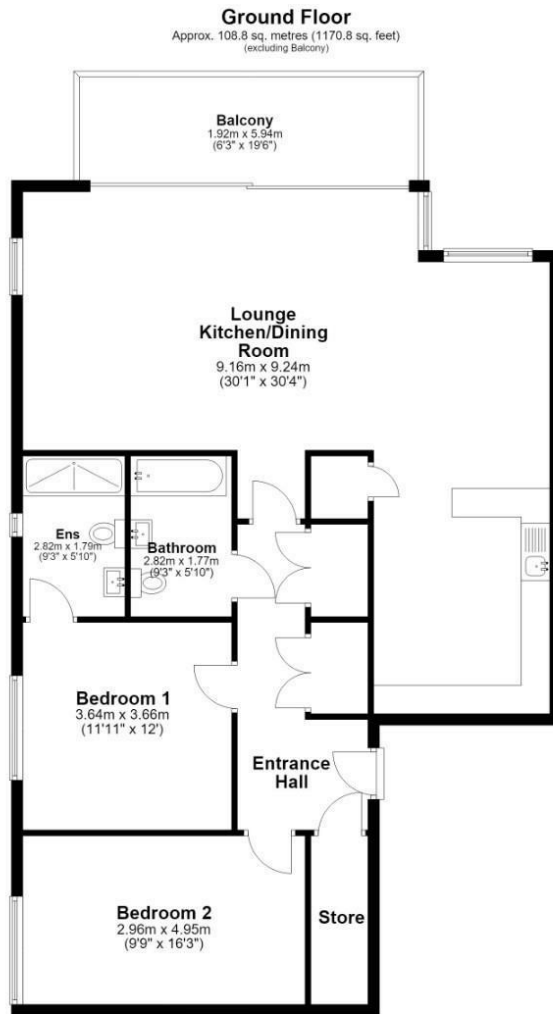 Ground Floor
Approx. 108.8 sq. metres (1170.8 sq. feet)
(excluding Balcony)
Balcony
1.92m x 5.94m
(6'3" x 19'6")
Lounge
Kitchen/Dining
Room
9.16m x 9.24m
(30'1" x 30'4")
Ens
2.82m x 1.79m
(9'3" x 5'10")
Bathroom
2.82m x 1.77m
(9'3" x 5'10")
Bedroom 1
3.64m x 3.66m
(11'11" x 12')
Entrance
Hall
Bedroom 2
2.96m x 4.95m
(9'9" x 16'3")
Store